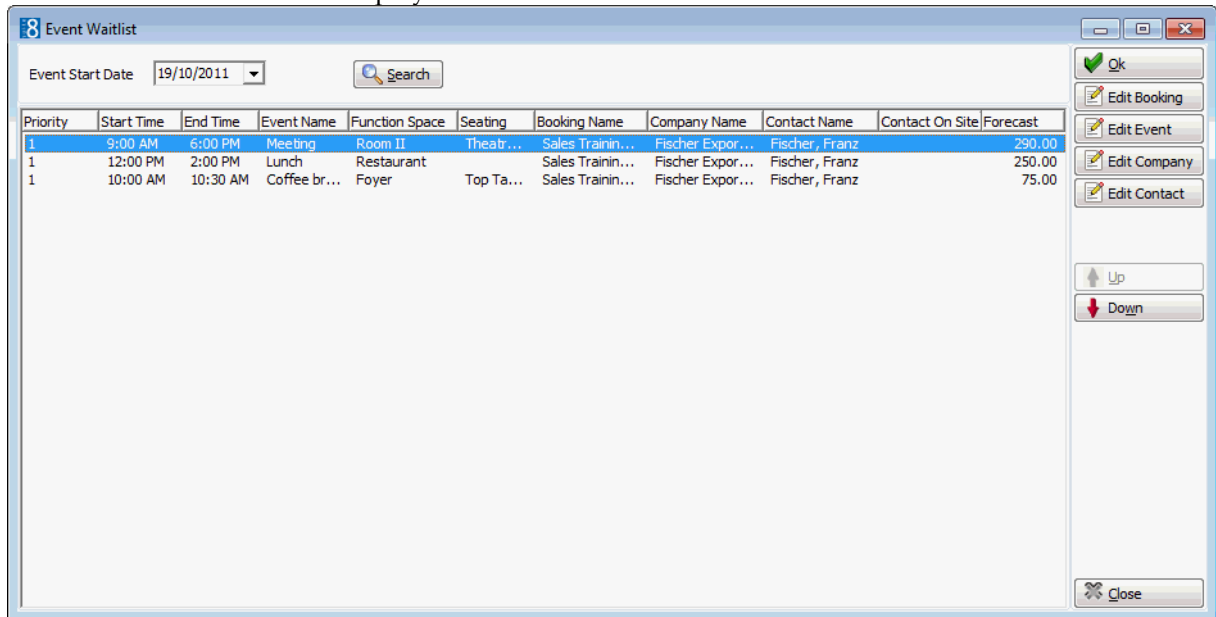 8 Event Waitlist
Event Start Date 19/10/2011 Search
Ok
Edit Booking
Priority Start Time End Time Event Name Function Space Seating Booking Name Company Name Contact Name Contact On Site Forecast
Edit Event
1 9:00 AM 6:00 PM Meeting Room II Theatr... Sales Trainin... Fischer Expor... Fischer, Franz 290.00
1 12:00 PM 2:00 PM Lunch Restaurant Sales Trainin... Fischer Expor... Fischer, Franz 250.00
Edit Company
1 10:00 AM 10:30 AM Coffee br... Foyer Top Ta... Sales Trainin... Fischer Expor... Fischer, Franz 75.00
Edit Contact
Up
Down
Close